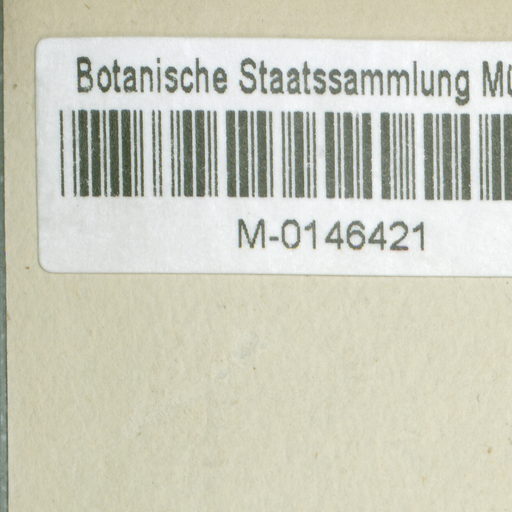 Botanische Staatssammlung Mü
M-0146421